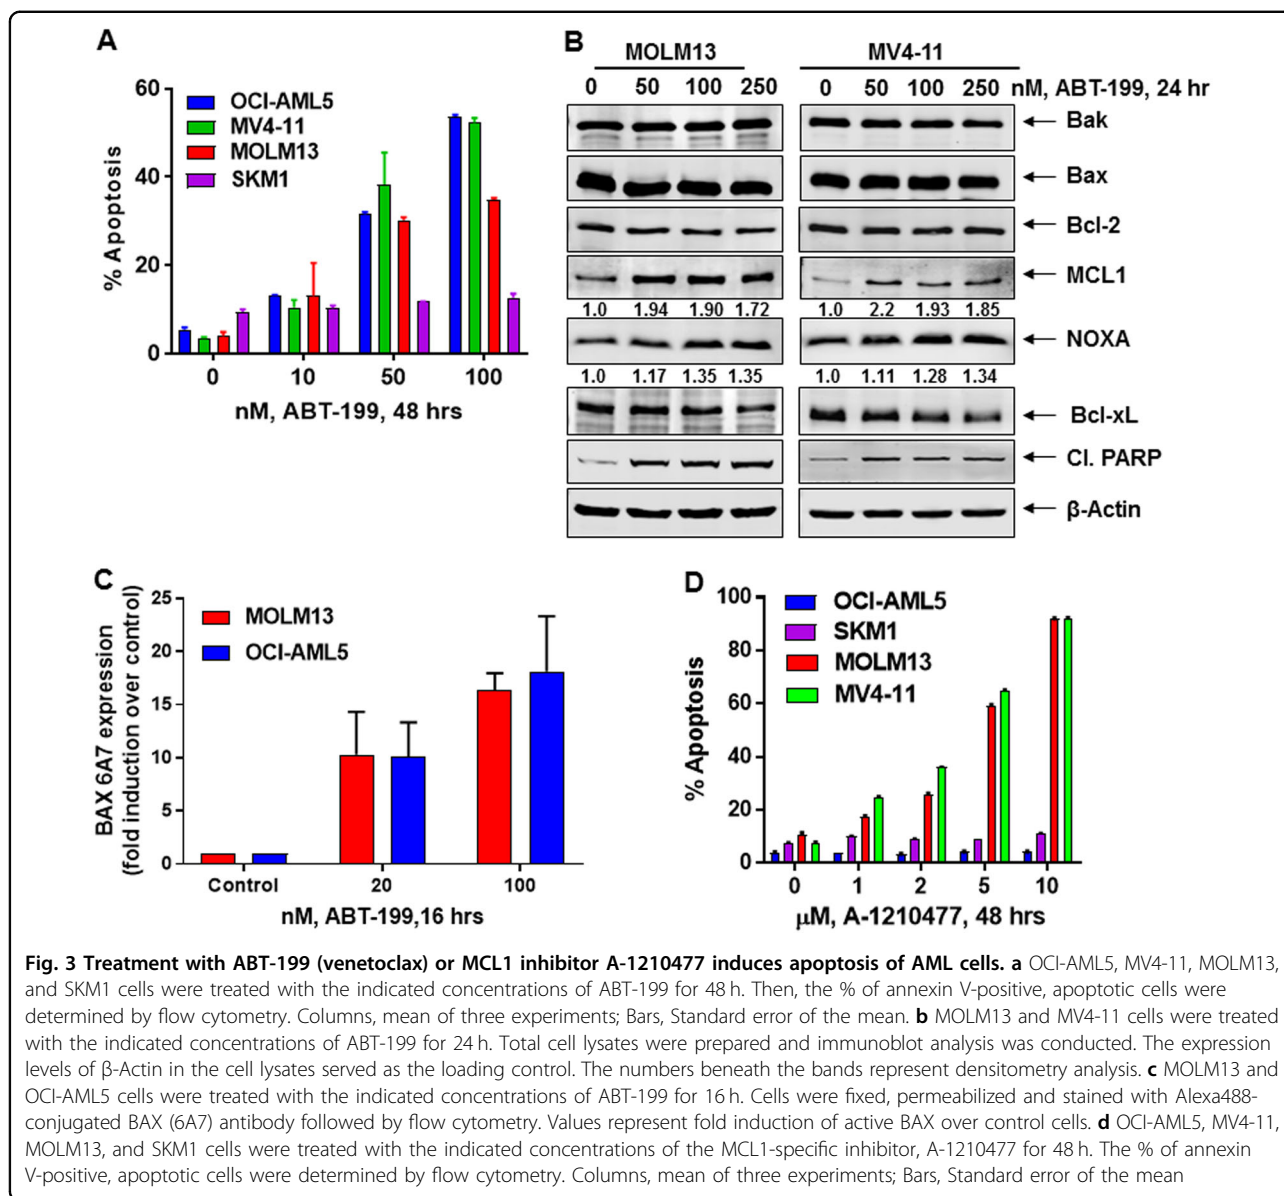 A
60
40
20
0
% Apoptosis
OCI-AML5
MV4-11
MOLM13
SKM1
0 10 50 100
nM, ABT-199, 48 hrs
B
MOLM13 MV4-11
0 50 100 250 0 50 100 250 nM, ABT-199, 24 hr
Bak
Bax
Bcl-2
MCL1
1.0 1.94 1.90 1.72 1.0 2.2 1.93 1.85
NOXA
1.0 1.17 1.35 1.35 1.0 1.11 1.28 1.34
Bcl-xL
Cl. PARP
β-Actin
C
BAX 6A7 expression
(fold induction over control)
25
20
15
10
5
0
MOLM13
OCI-AML5
Control 20 100
nM, ABT-199,16 hrs
D
% Apoptosis
100
80
60
40
20
0
OCI-AML5
SKM1
MOLM13
MV4-11
0 1 2 5 10
μM, A-1210477, 48 hrs
Fig. 3 Treatment with ABT-199 (venetoclax) or MCL1 inhibitor A-1210477 induces apoptosis of AML cells. a OCI-AML5, MV4-11, MOLM13,
and SKM1 cells were treated with the indicated concentrations of ABT-199 for 48 h. Then, the % of annexin V-positive, apoptotic cells were
determined by flow cytometry. Columns, mean of three experiments; Bars, Standard error of the mean. b MOLM13 and MV4-11 cells were treated
with the indicated concentrations of ABT-199 for 24 h. Total cell lysates were prepared and immunoblot analysis was conducted. The expression
levels of β-Actin in the cell lysates served as the loading control. The numbers beneath the bands represent densitometry analysis. c MOLM13 and
OCI-AML5 cells were treated with the indicated concentrations of ABT-199 for 16 h. Cells were fixed, permeabilized and stained with Alexa488-
conjugated BAX (6A7) antibody followed by flow cytometry. Values represent fold induction of active BAX over control cells. d OCI-AML5, MV4-11,
MOLM13, and SKM1 cells were treated with the indicated concentrations of the MCL1-specific inhibitor, A-1210477 for 48 h. The % of annexin
V-positive, apoptotic cells were determined by flow cytometry. Columns, mean of three experiments; Bars, Standard error of the mean